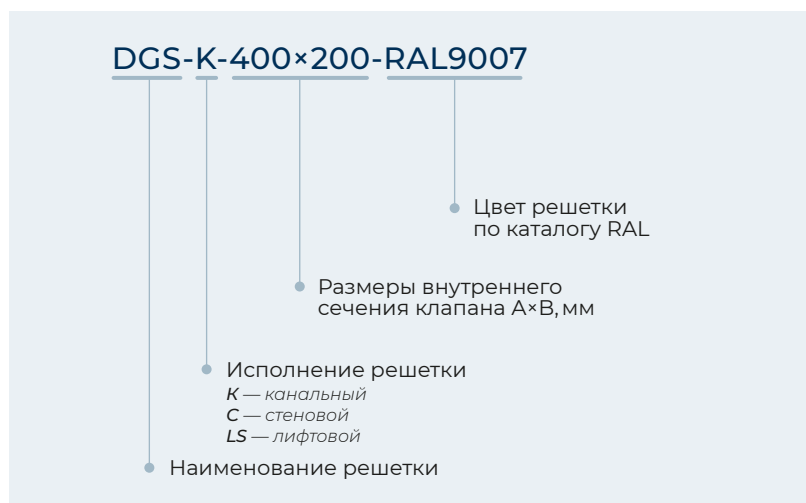 DGS-K-400×200-RAL9007
Цвет решетки
по каталогу RAL
Размеры внутреннего
сечения клапана А×В, мм
Исполнение решетки
К — канальный
С — стеновой
LS — лифтовой
Наименование решетки